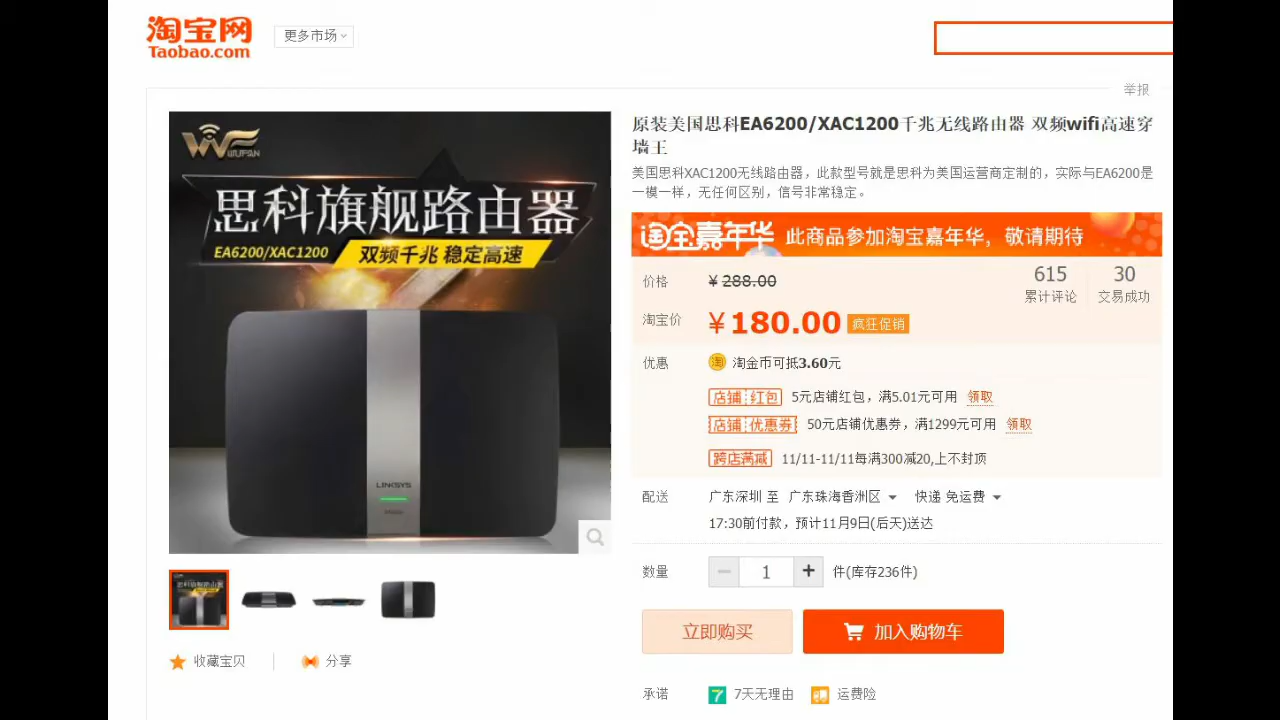 淘宝网
Taobao.com
更多市场
举报
WIFI
思科旗舰路由器
EA6200/XAC1200
双频千兆 稳定高速
LINKSYS
原装美国思科EA6200/XAC1200千兆无线路由器 双频wifi高速穿
墙王
美国思科XAC1200无线路由器，此款型号就是思科为美国运营商定制的，实际与EA6200是
一模一样，无任何区别，信号非常稳定。
淘宝嘉年华 此商品参加淘宝嘉年华，敬请期待
价格 ¥ 288.00
615 30
累计评论 交易成功
淘宝价 ¥180.00 疯狂促销
优惠 淘 淘金币可抵3.60元
店铺红包 5元店铺红包，满5.01元可用 领取
店铺优惠券 50元店铺优惠券，满1299元可用 领取
跨店满减 11/11-11/11每满300减20,上不封顶
配送 广东深圳 至 广东珠海香洲区 快递 免运费
17:30前付款，预计11月9日(后天)送达
数量 − 1 + 件(库存236件)
立即购买 加入购物车
收藏宝贝 分享
承诺 7 7天无理由 运费险